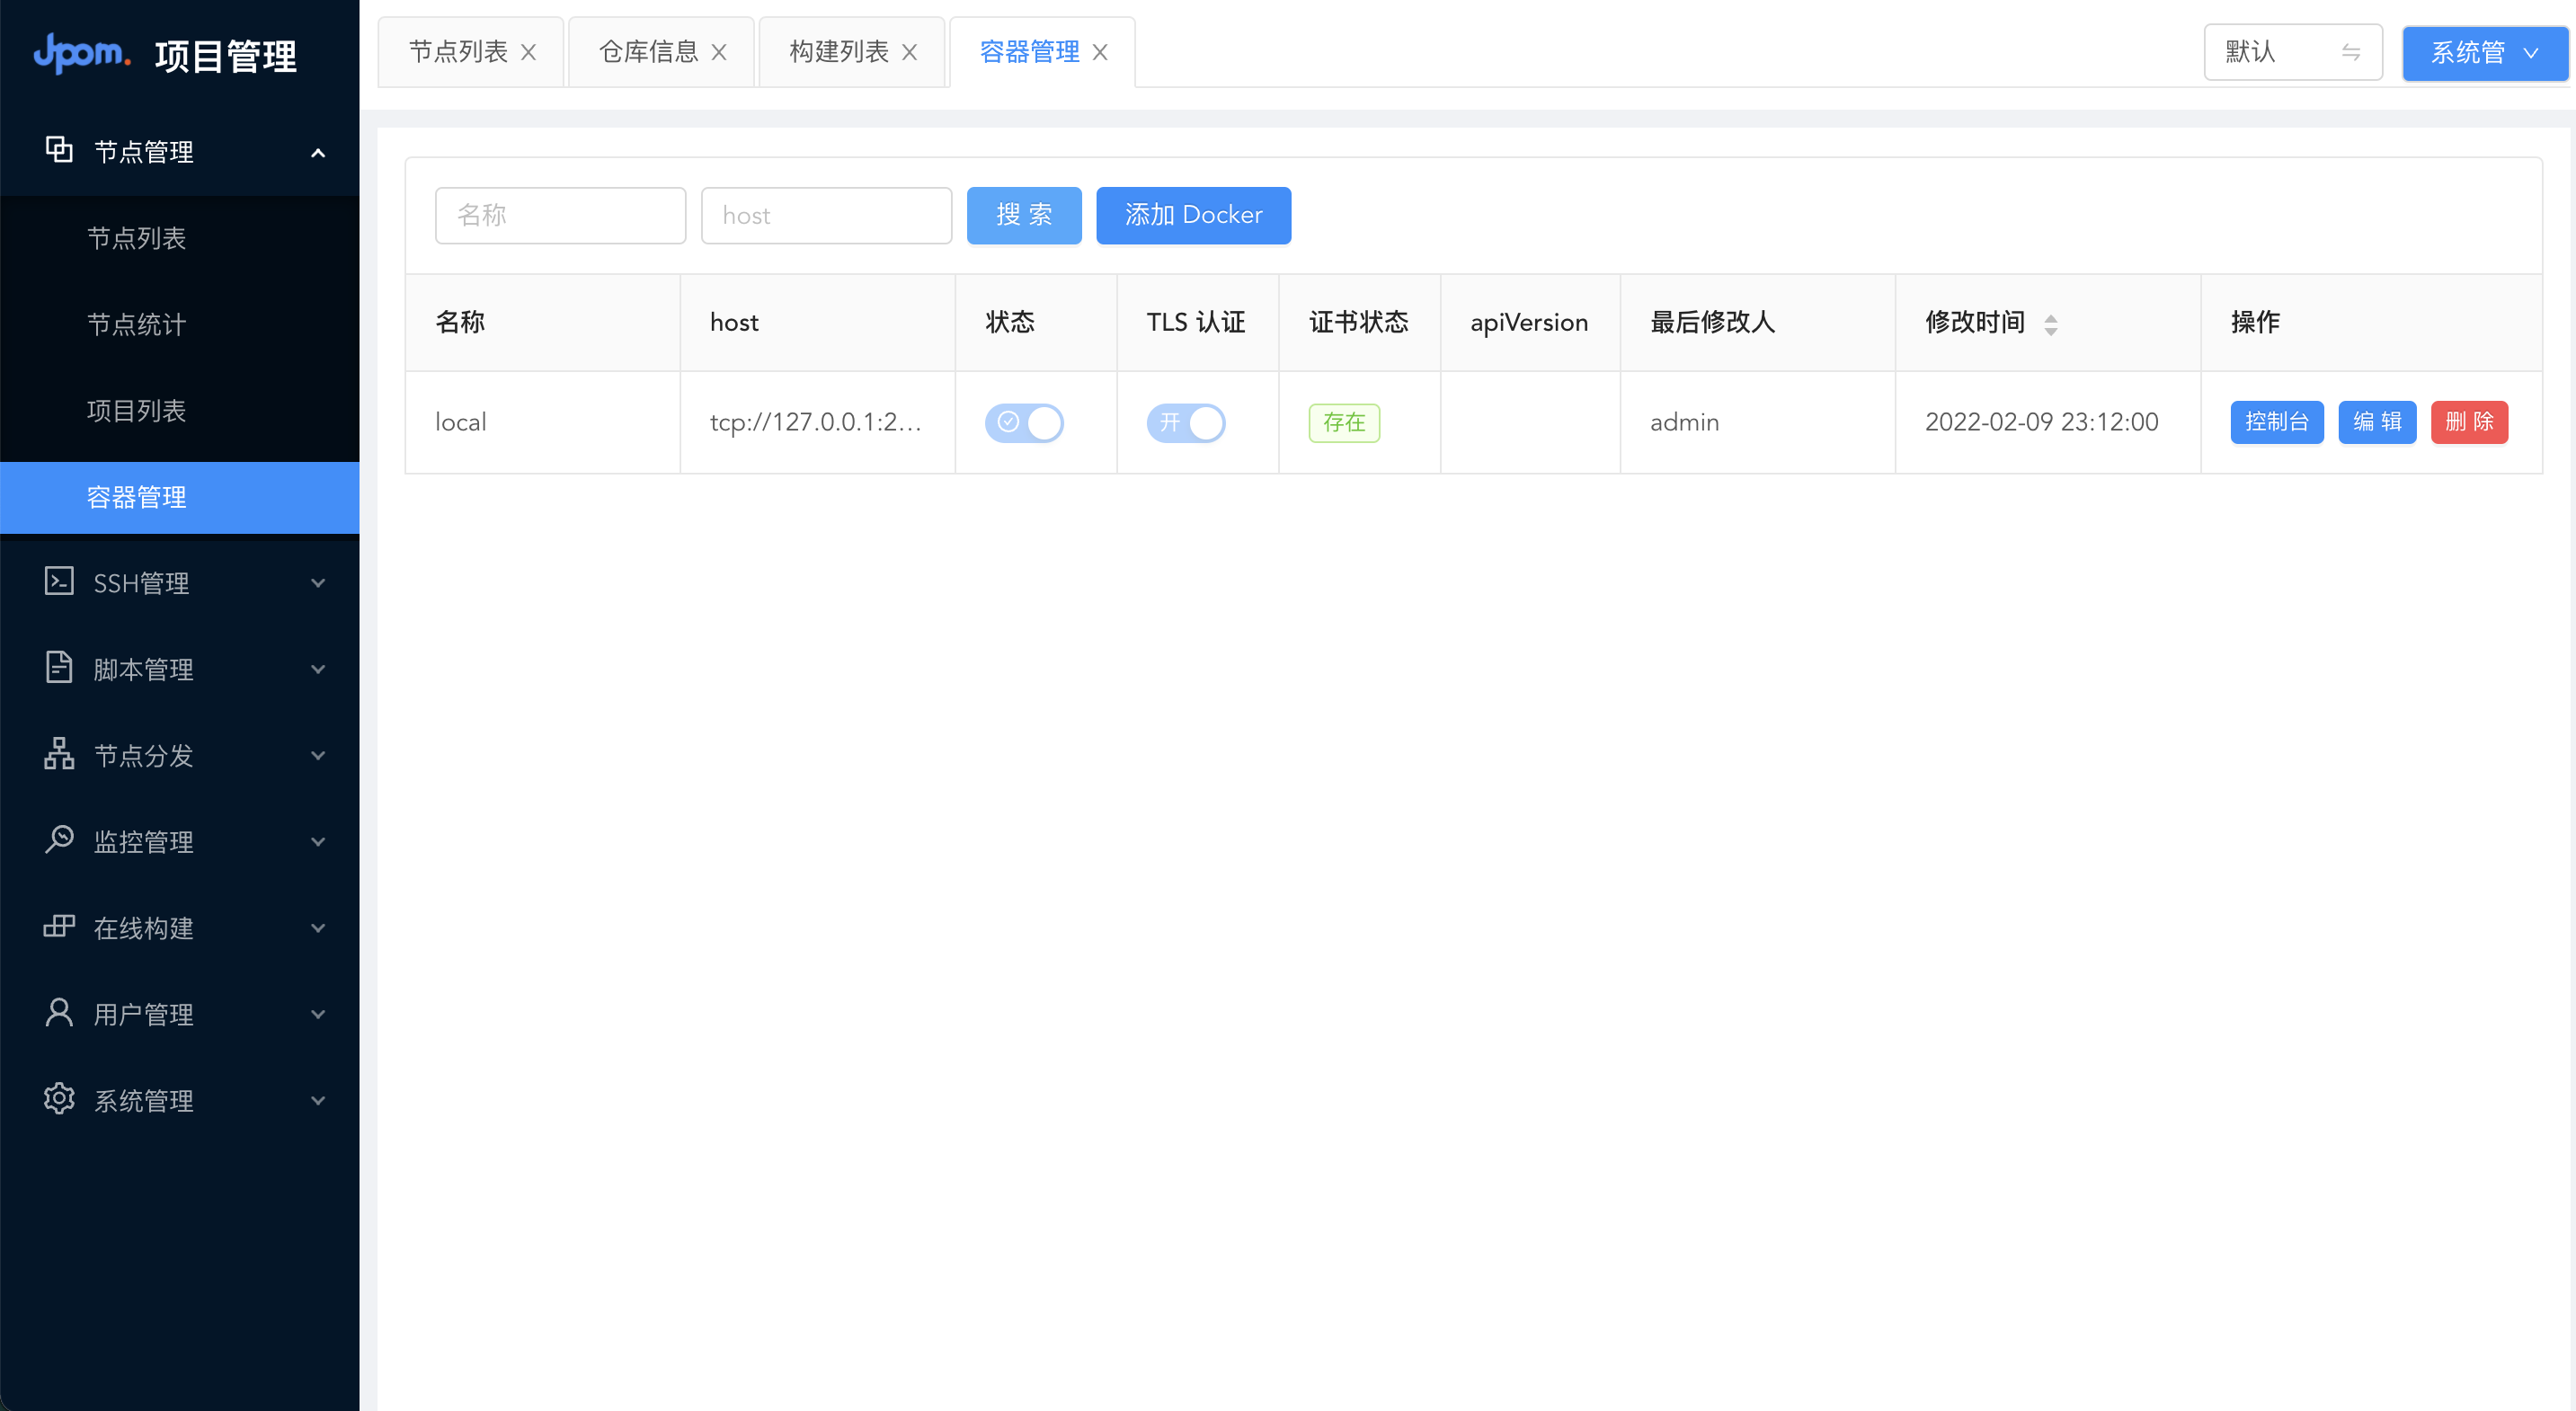 Jpom. 项目管理
节点管理
节点列表
节点统计
项目列表
容器管理
SSH管理
脚本管理
节点分发
监控管理
在线构建
用户管理
系统管理
节点列表 仓库信息 构建列表 容器管理
默认 系统管
名称 host 搜 索 添加 Docker
名称 host 状态 TLS 认证 证书状态 apiVersion 最后修改人 修改时间 操作
local tcp://127.0.0.1:2... 开 存在 admin 2022-02-09 23:12:00 控制台 编 辑 删 除